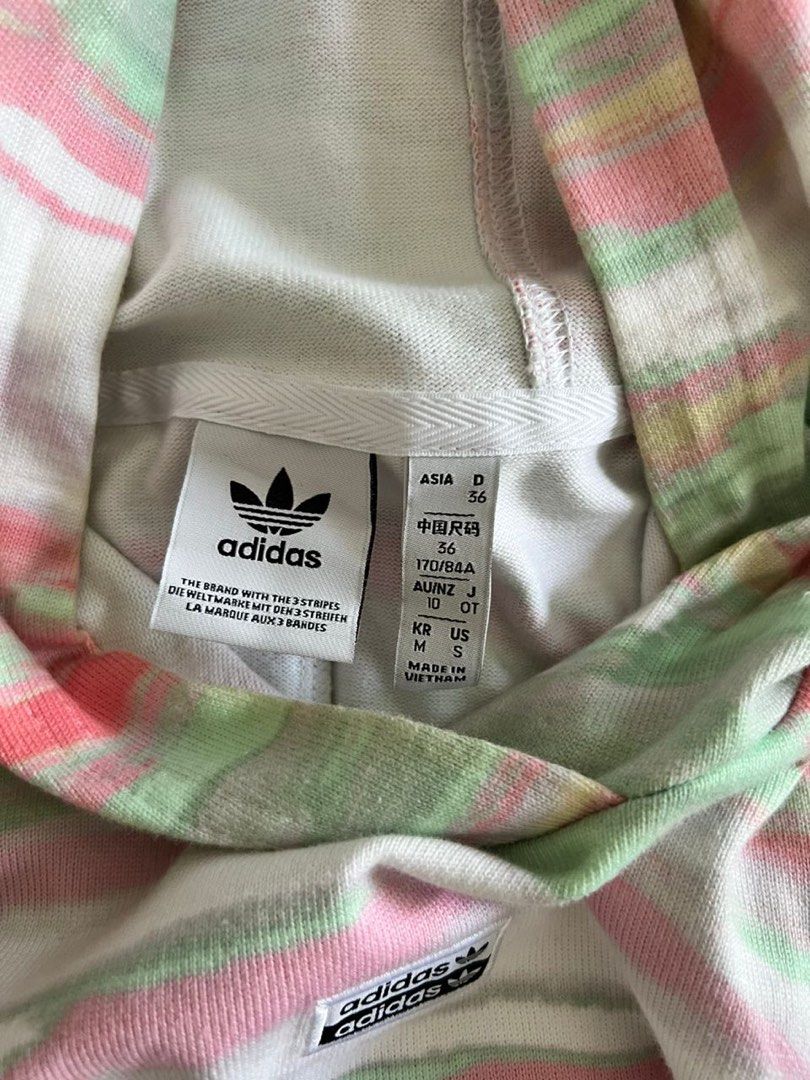 adidas
THE BRAND WITH THE 3 STRIPES
DIE WELTMARKE MIT DEN 3 STREIFEN
LA MARQUE AUX 3 BANDES
ASIA D
36
中国尺码
36
170/84A
AU/NZ J
10 OT
KR US
M S
MADE IN
VIETNAM
adidas
adidas